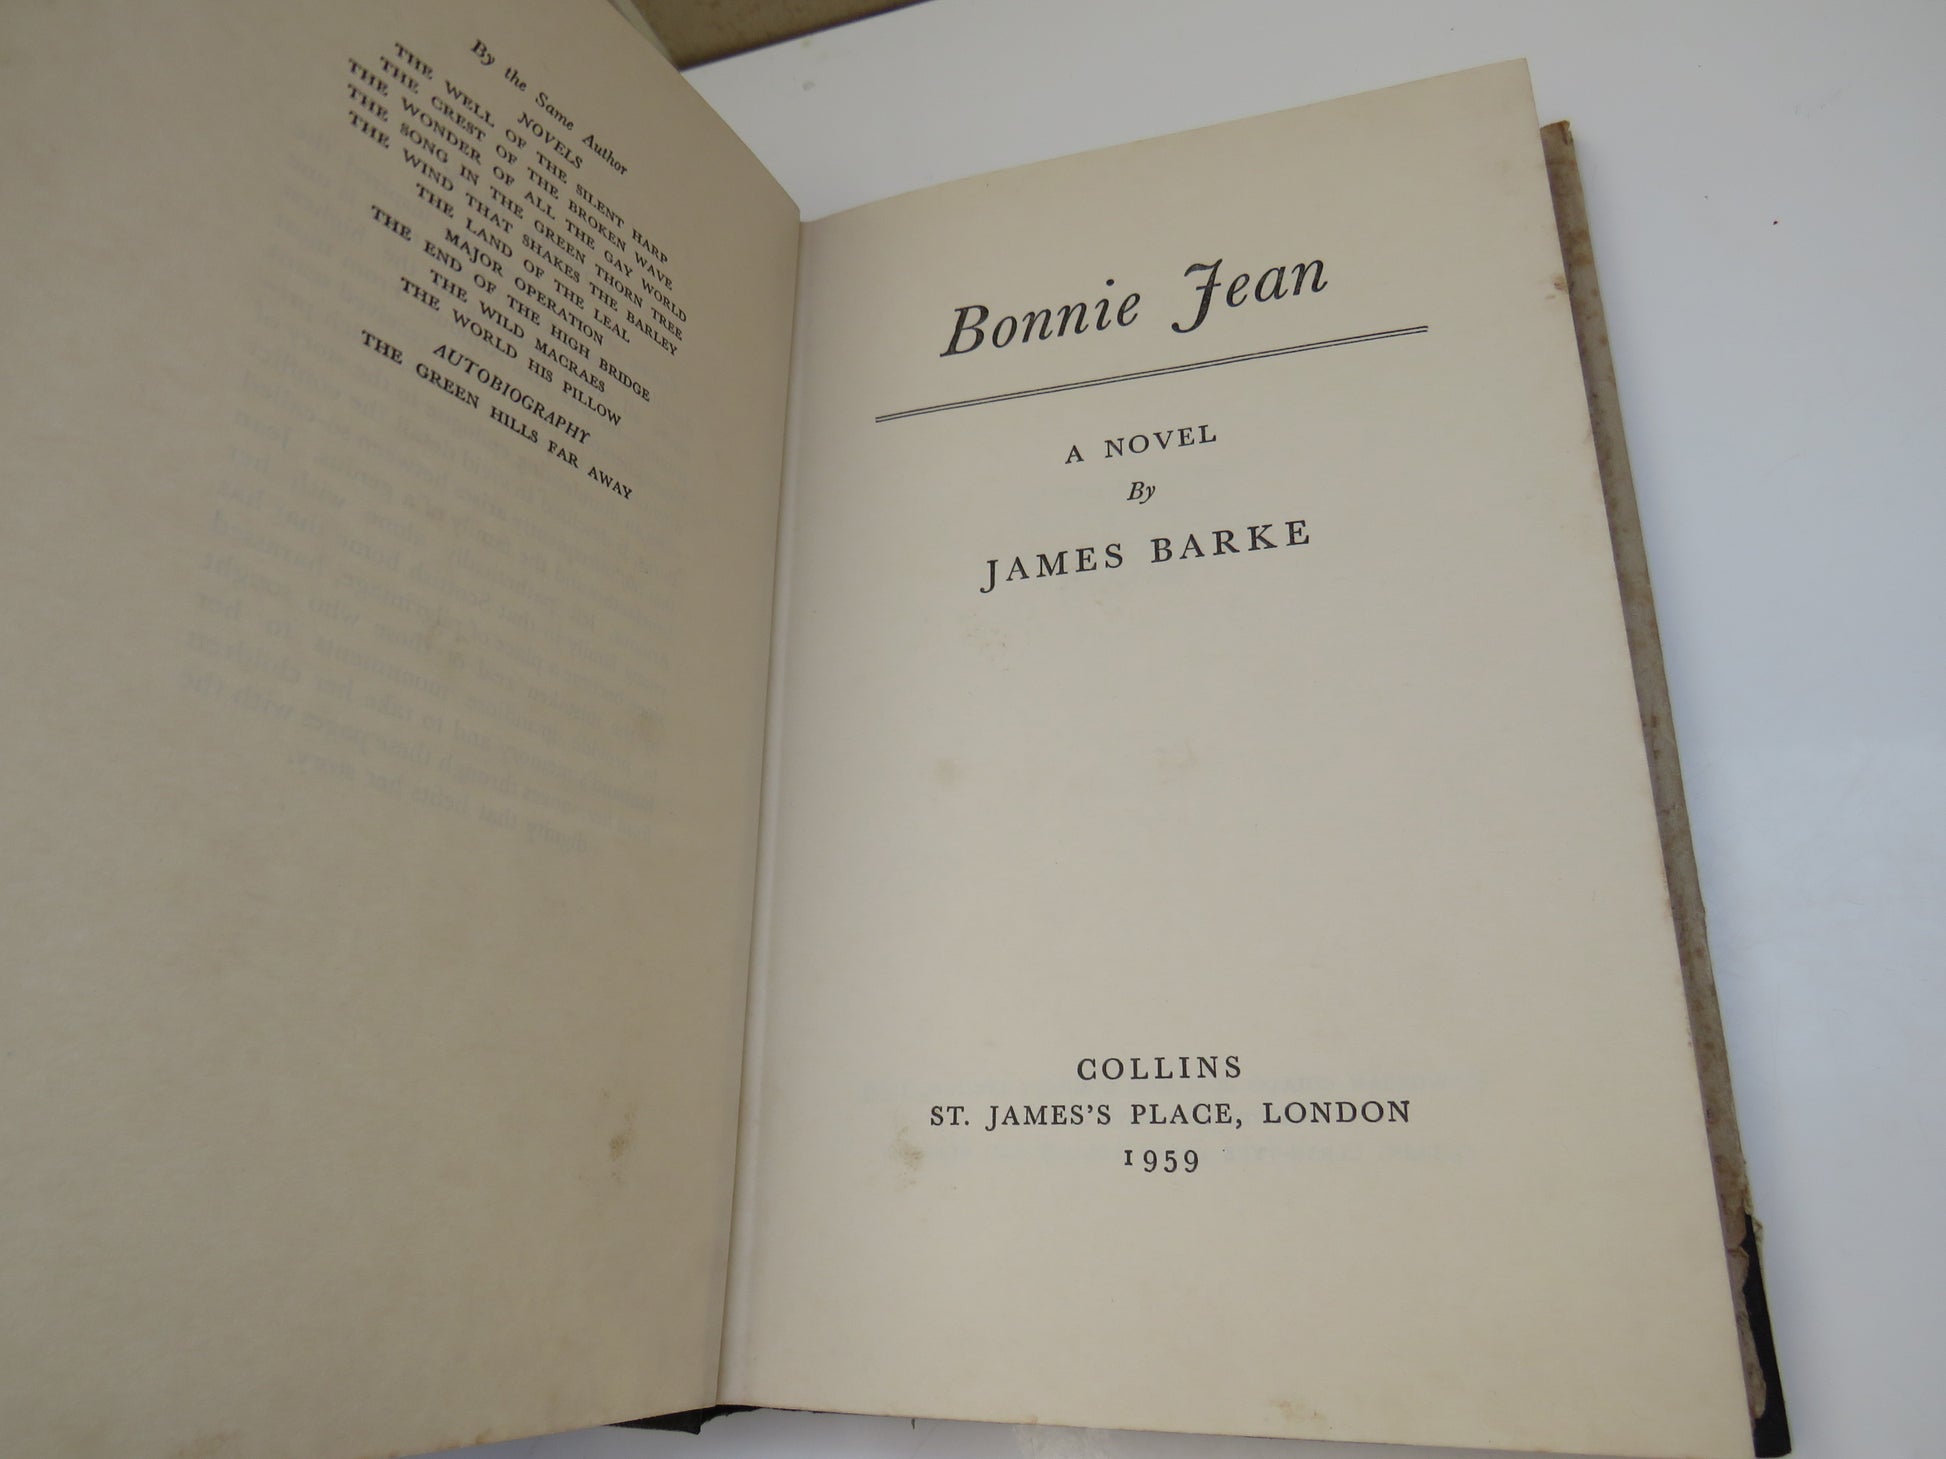 By the Same Author
NOVELS
THE WELL OF THE SILENT HARP
THE CREST OF THE BROKEN WAVE
THE WONDER OF ALL THE GAY WORLD
THE SONG IN THE GREEN THORN TREE
THE WIND THAT SHAKES THE BARLEY
THE LAND OF THE LEAL
MAJOR OPERATION
THE END OF THE HIGH BRIDGE
THE WILD MACRAES
THE WORLD HIS PILLOW
AUTOBIOGRAPHY
THE GREEN HILLS FAR AWAY
Bonnie Jean
A NOVEL
By
JAMES BARKE
COLLINS
ST. JAMES'S PLACE, LONDON
1959